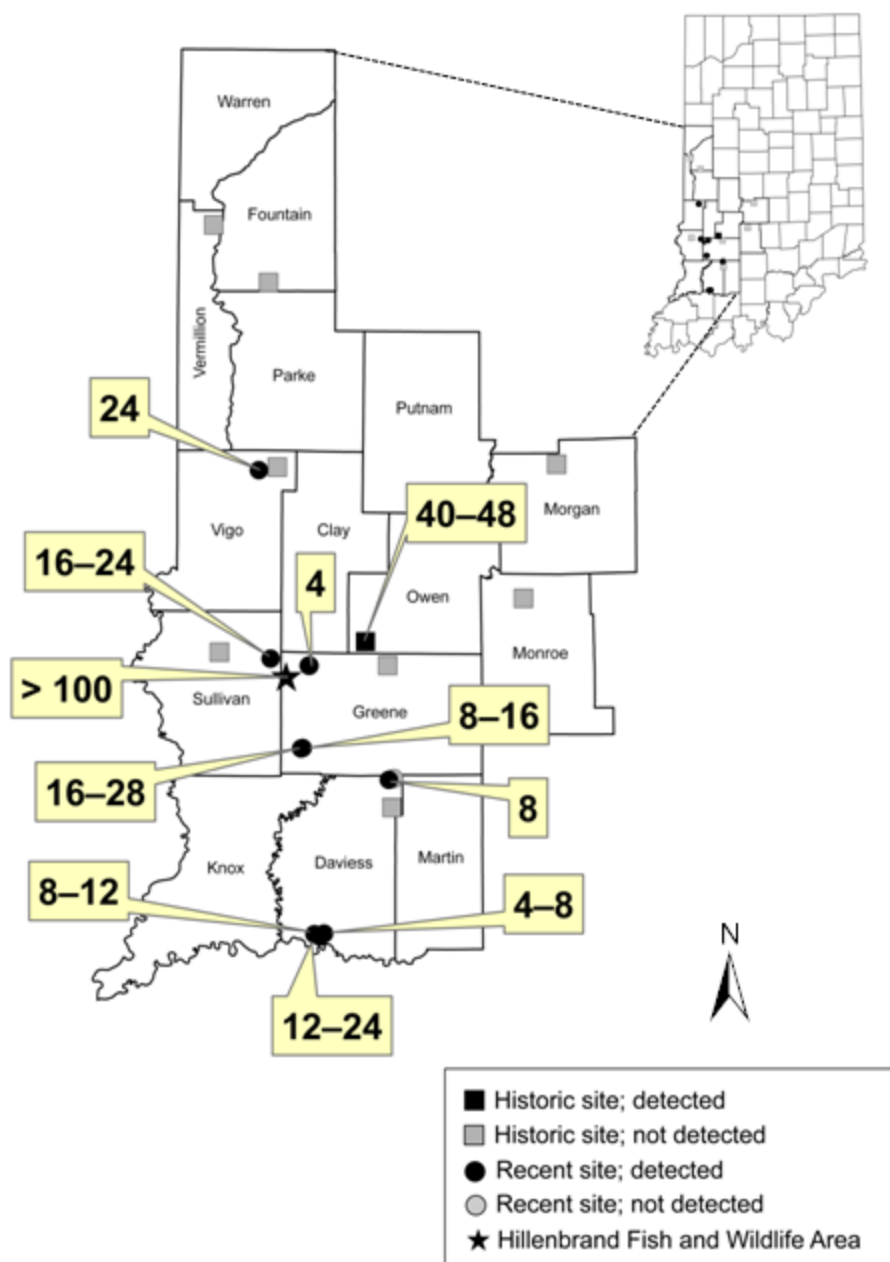 Warren
Fountain
Vermillion
Parke
Putnam
24
Morgan
40–48
Vigo
Clay
16–24
4
Owen
Monroe
> 100
Sullivan
Greene
8–16
16–28
8
Knox
Daviess
Martin
8–12
4–8
N
12–24
Historic site; detected
Historic site; not detected
Recent site; detected
Recent site; not detected
Hillenbrand Fish and Wildlife Area